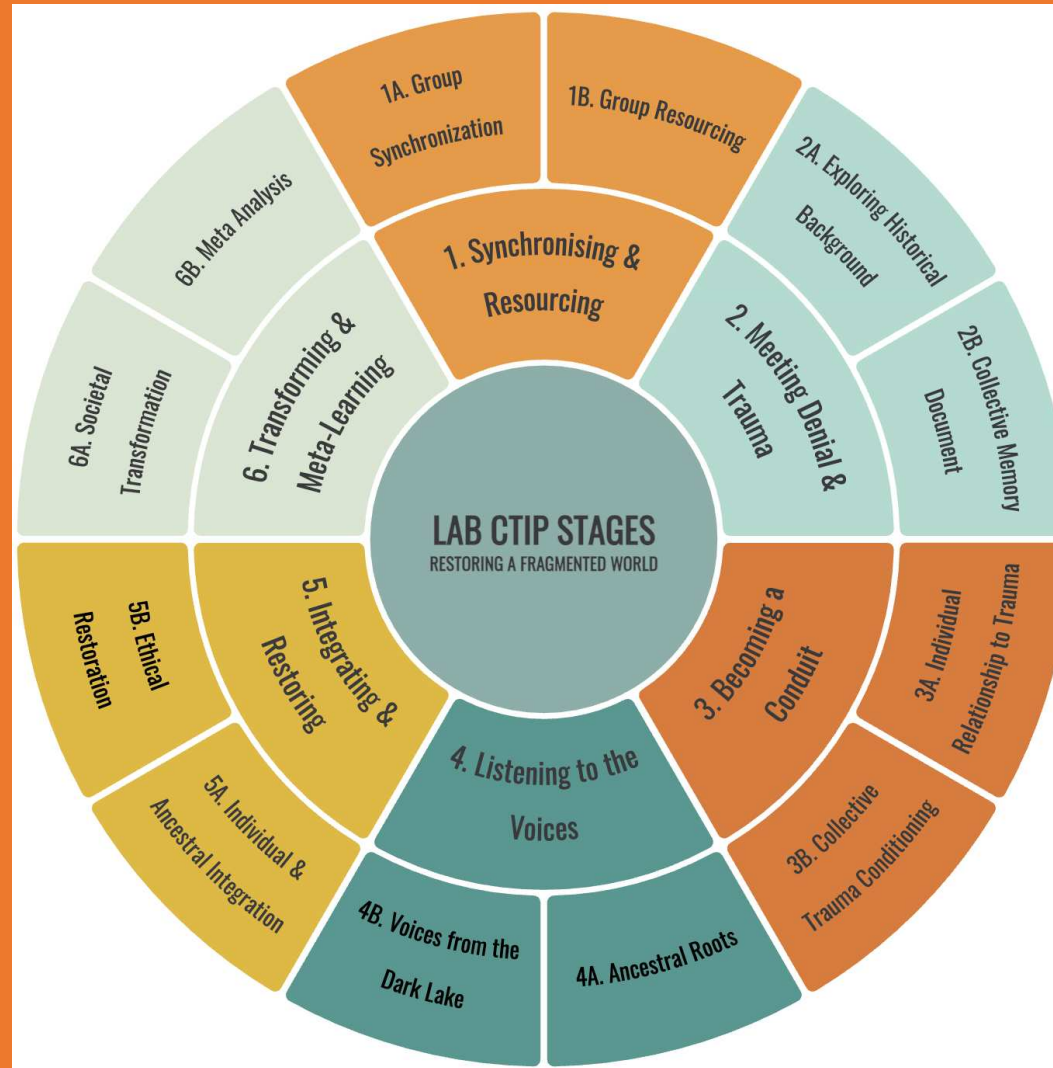 LAB CTIP STAGES
RESTORING A FRAGMENTED WORLD
1. Synchronising &
Resourcing
1A. Group
Synchronization
1B. Group Resourcing
2. Meeting Denial &
Trauma
2A. Exploring Historical
Background
2B. Collective Memory
Document
3. Becoming a
Conduit
3A. Individual
Relationship to Trauma
3B. Collective
Trauma Conditioning
4. Listening to the
Voices
4A. Ancestral Roots
4B. Voices from the
Dark Lake
5. Integrating &
Restoring
5A. Individual &
Ancestral Integration
5B. Ethical
Restoration
6. Transforming &
Meta-Learning
6A. Societal
Transformation
6B. Meta Analysis